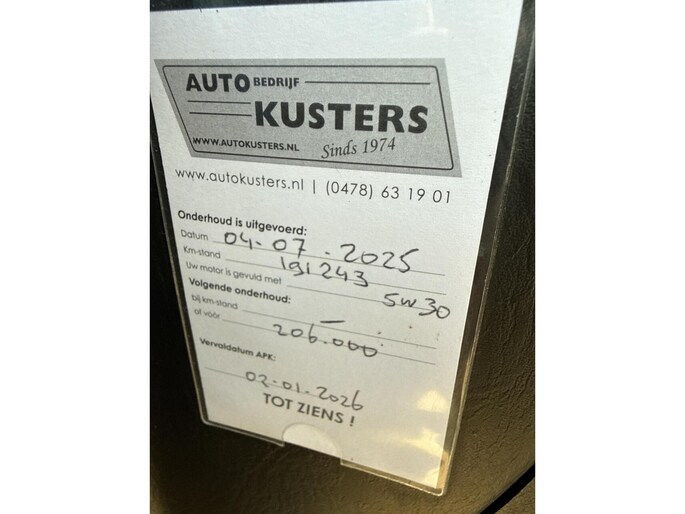 AUTO BEDRIJF
KUSTERS
WWW.AUTOKUSTERS.NL Sinds 1974
www.autokusters.nl | (0478) 63 19 01
Onderhoud is uitgevoerd:
Datum 04-07-2025
Km-stand 191243
Uw motor is gevuld met 5w30
Volgende onderhoud:
bij km-stand —
of vóór 206.000
Vervaldatum APK:
02-01-2026
TOT ZIENS !